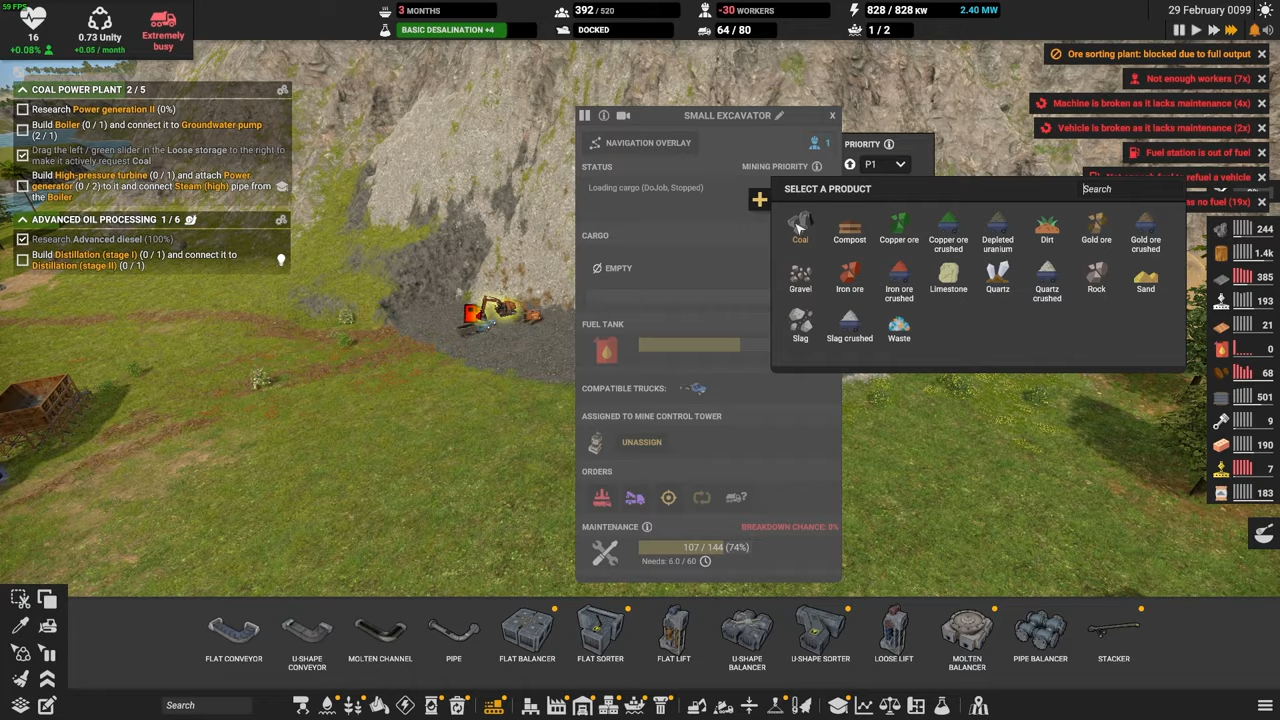 59 FPS
16
+0.08%
0.73 Unity
+0.05 / month
Extremely
busy
3 MONTHS
BASIC DESALINATION +4
392 / 520
DOCKED
-30 WORKERS
64 / 80
828 / 828 KW
2.40 MW
1 / 2
29 February 0099
COAL POWER PLANT 2 / 5
Research Power generation II (0%)
Build Boiler (0 / 1) and connect it to Groundwater pump
(2 / 1)
Drag the left / green slider in the Loose storage to the right to
make it actively request Coal
Build High-pressure turbine (0 / 1) and attach Power
generator (0 / 2) to it and connect Steam (high) pipe from
the Boiler
ADVANCED OIL PROCESSING 1 / 6
Research Advanced diesel (100%)
Build Distillation (stage I) (0 / 1) and connect it to
Distillation (stage II) (0 / 1)
Ore sorting plant: blocked due to full output
Not enough workers (7x)
Machine is broken as it lacks maintenance (4x)
Vehicle is broken as it lacks maintenance (2x)
Fuel station is out of fuel
refuel a vehicle
as no fuel (19x)
SMALL EXCAVATOR
NAVIGATION OVERLAY
1
STATUS
MINING PRIORITY
Loading cargo (DoJob, Stopped)
CARGO
EMPTY
FUEL TANK
COMPATIBLE TRUCKS:
ASSIGNED TO MINE CONTROL TOWER
UNASSIGN
ORDERS
MAINTENANCE
BREAKDOWN CHANCE: 0%
107 / 144 (74%)
Needs: 6.0 / 60
PRIORITY
P1
SELECT A PRODUCT
Search
Coal
Compost
Copper ore
Copper ore
crushed
Depleted
uranium
Dirt
Gold ore
Gold ore
crushed
Gravel
Iron ore
Iron ore
crushed
Limestone
Quartz
Quartz
crushed
Rock
Sand
Slag
Slag crushed
Waste
244
1.4k
385
193
21
0
68
501
9
190
7
183
FLAT CONVEYOR
U-SHAPE
CONVEYOR
MOLTEN CHANNEL
PIPE
FLAT BALANCER
FLAT SORTER
FLAT LIFT
U-SHAPE
BALANCER
U-SHAPE SORTER
LOOSE LIFT
MOLTEN
BALANCER
PIPE BALANCER
STACKER
Search